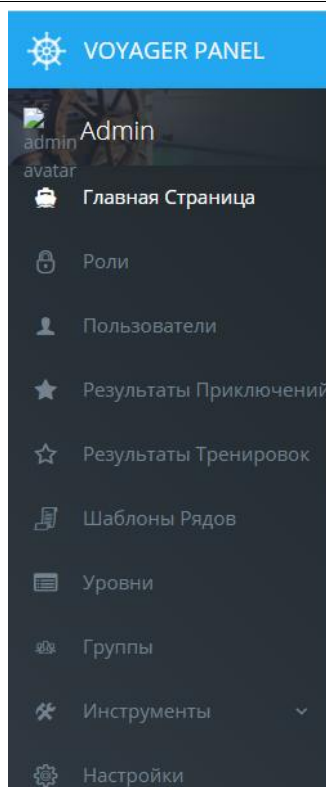 VOYAGER PANEL
admin avatar
Admin
Главная Страница
Роли
Пользователи
Результаты Приключений
Результаты Тренировок
Шаблоны Рядов
Уровни
Группы
Инструменты
Настройки